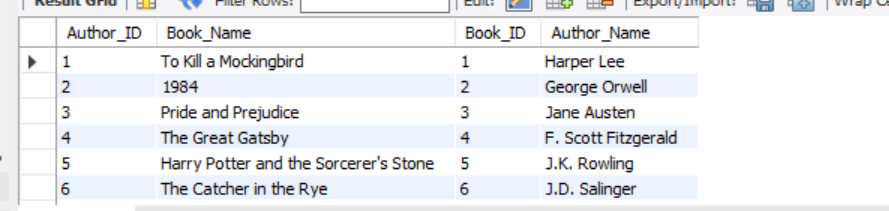 Result Grid Filter Rows: Edit: Export/Import: Wrap Ce
Author_ID Book_Name Book_ID Author_Name
1 To Kill a Mockingbird 1 Harper Lee
2 1984 2 George Orwell
3 Pride and Prejudice 3 Jane Austen
4 The Great Gatsby 4 F. Scott Fitzgerald
5 Harry Potter and the Sorcerer's Stone 5 J.K. Rowling
6 The Catcher in the Rye 6 J.D. Salinger